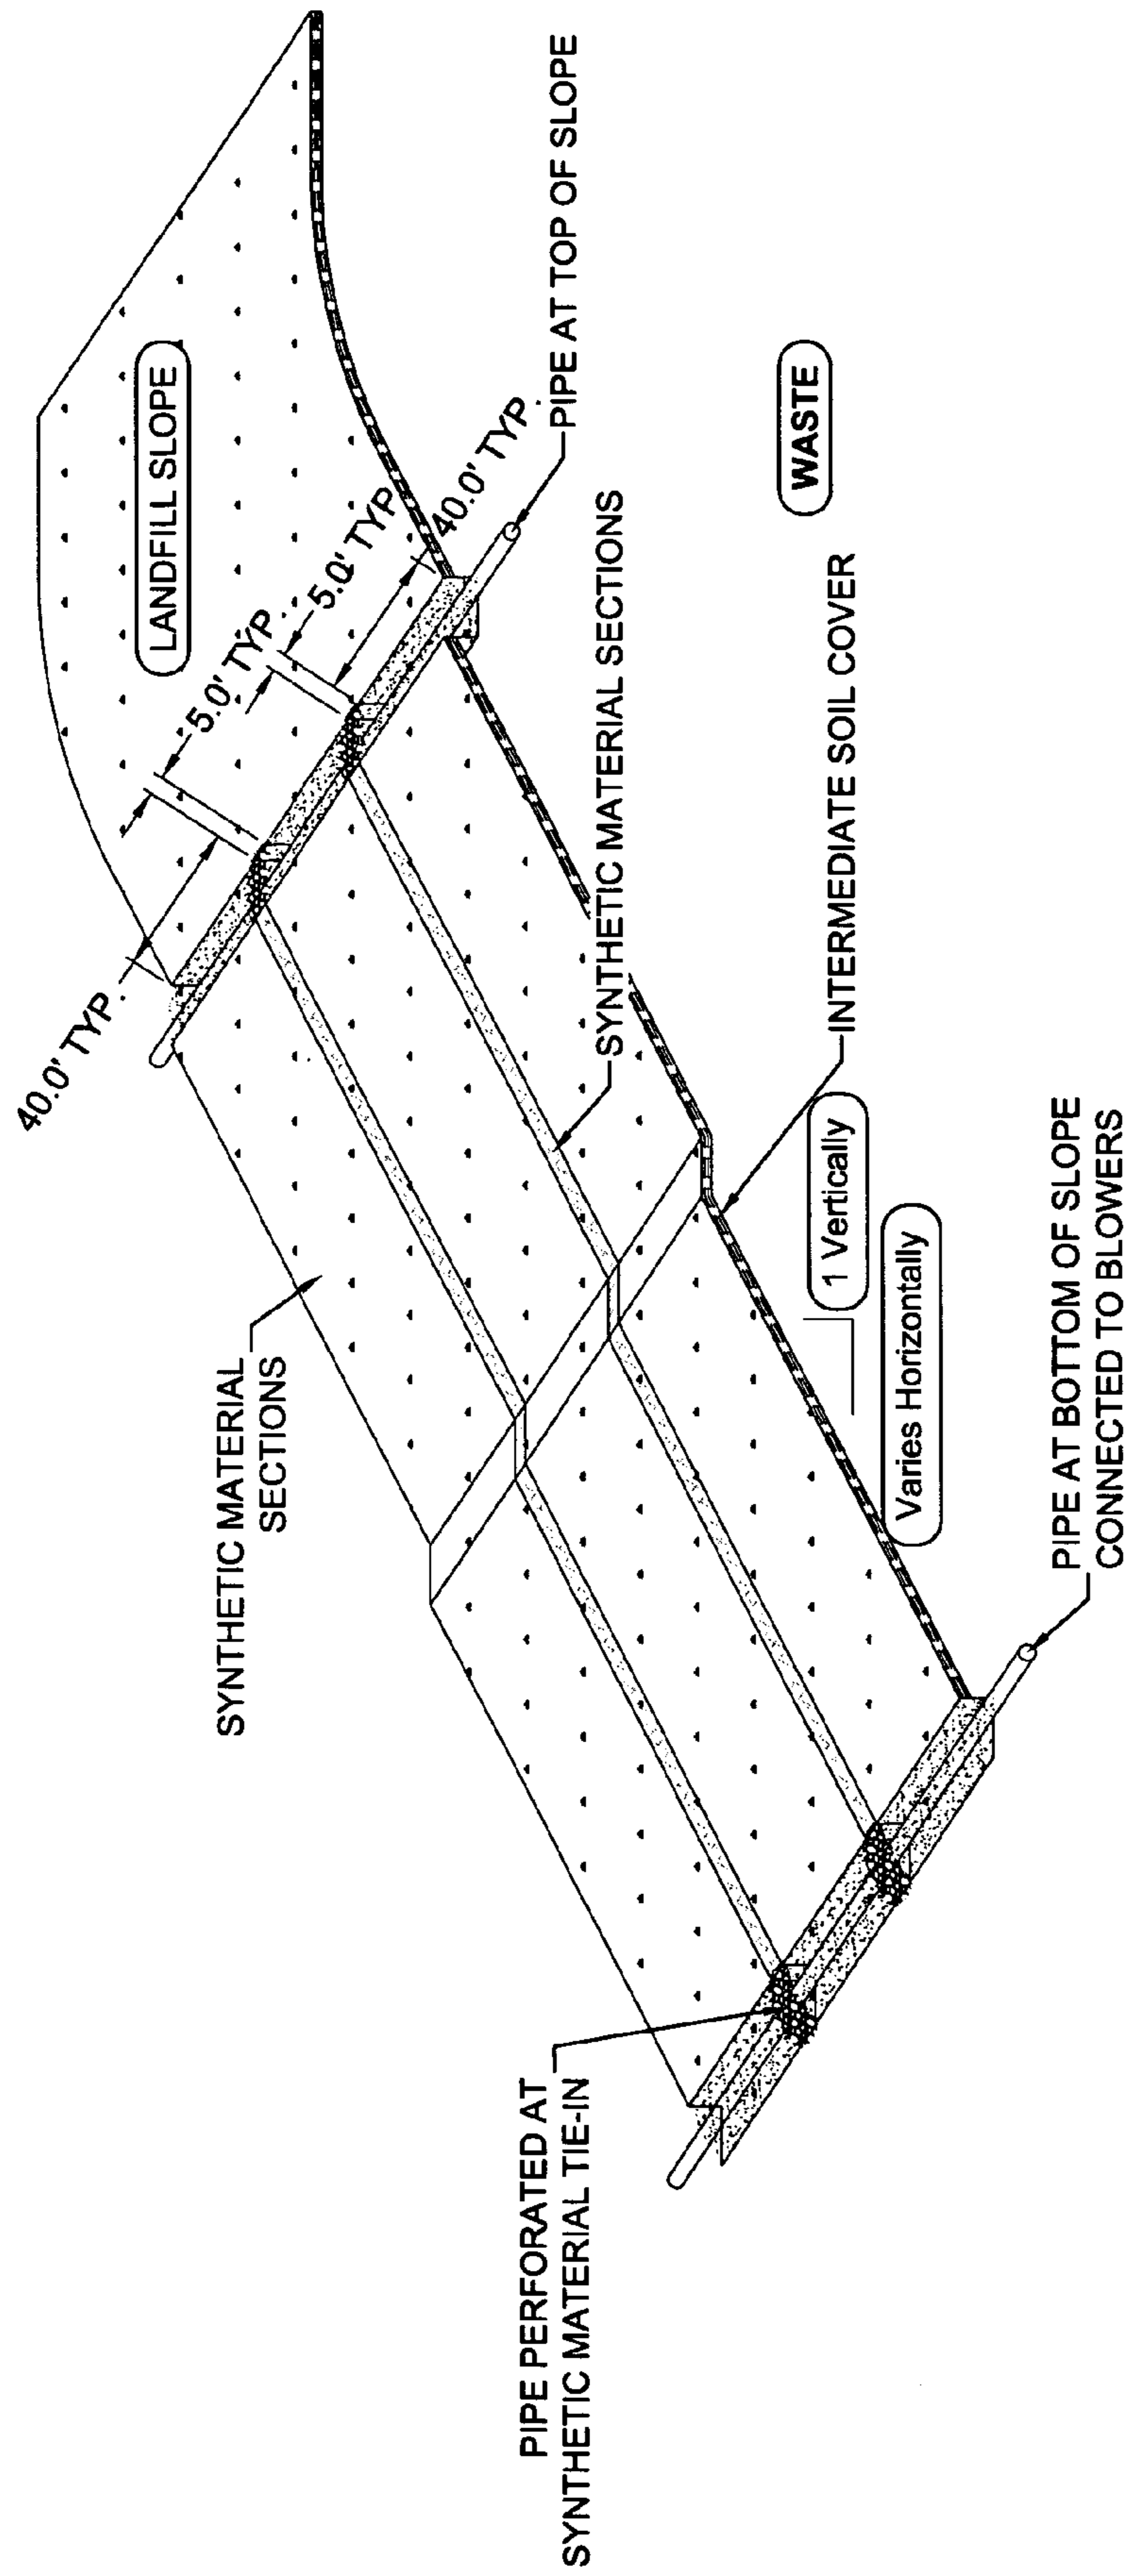 LANDFILL SLOPE
40.0' TYP.
5.0' TYP.
5.0' TYP.
40.0' TYP.
PIPE AT TOP OF SLOPE
SYNTHETIC MATERIAL
SECTIONS
SYNTHETIC MATERIAL SECTIONS
WASTE
INTERMEDIATE SOIL COVER
1 Vertically
Varies Horizontally
PIPE PERFORATED AT
SYNTHETIC MATERIAL TIE-IN
PIPE AT BOTTOM OF SLOPE
CONNECTED TO BLOWERS